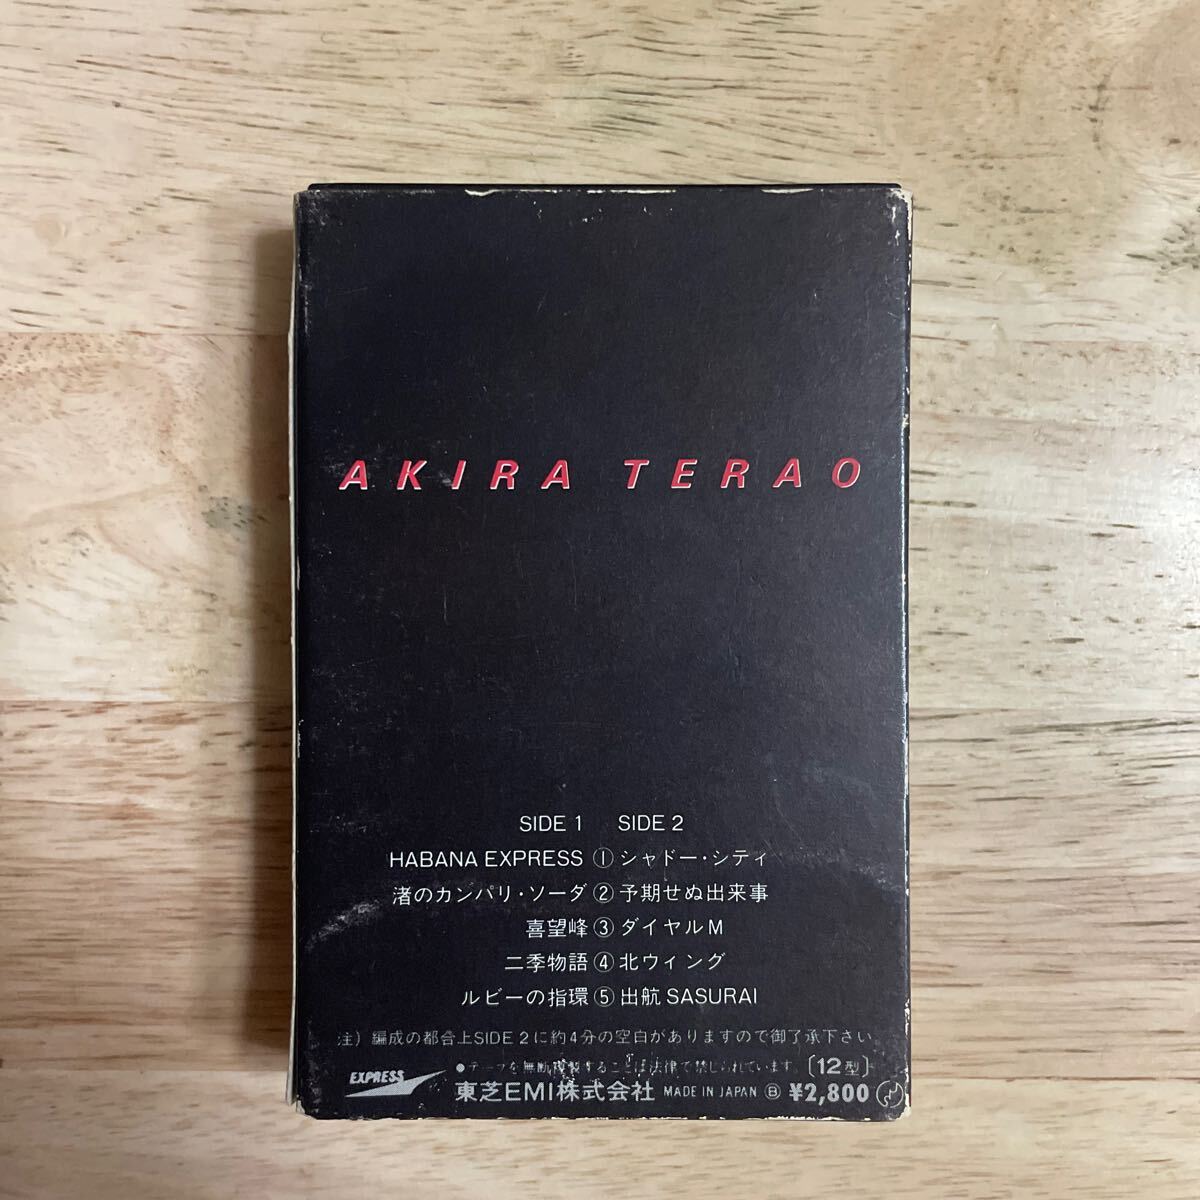 AKIRA TERAO
SIDE 1 SIDE 2
HABANA EXPRESS ① シャドー・シティ
渚のカンパリ・ソーダ ② 予期せぬ出来事
喜望峰 ③ ダイヤルM
二季物語 ④ 北ウィング
ルビーの指環 ⑤ 出航 SASURAI
注）編成の都合上SIDE 2に約4分の空白がありますので御了承下さい
●テープを無断複製することは法律で禁じられています。〔12型〕
EXPRESS 東芝EMI株式会社 MADE IN JAPAN Ⓑ ¥2,800